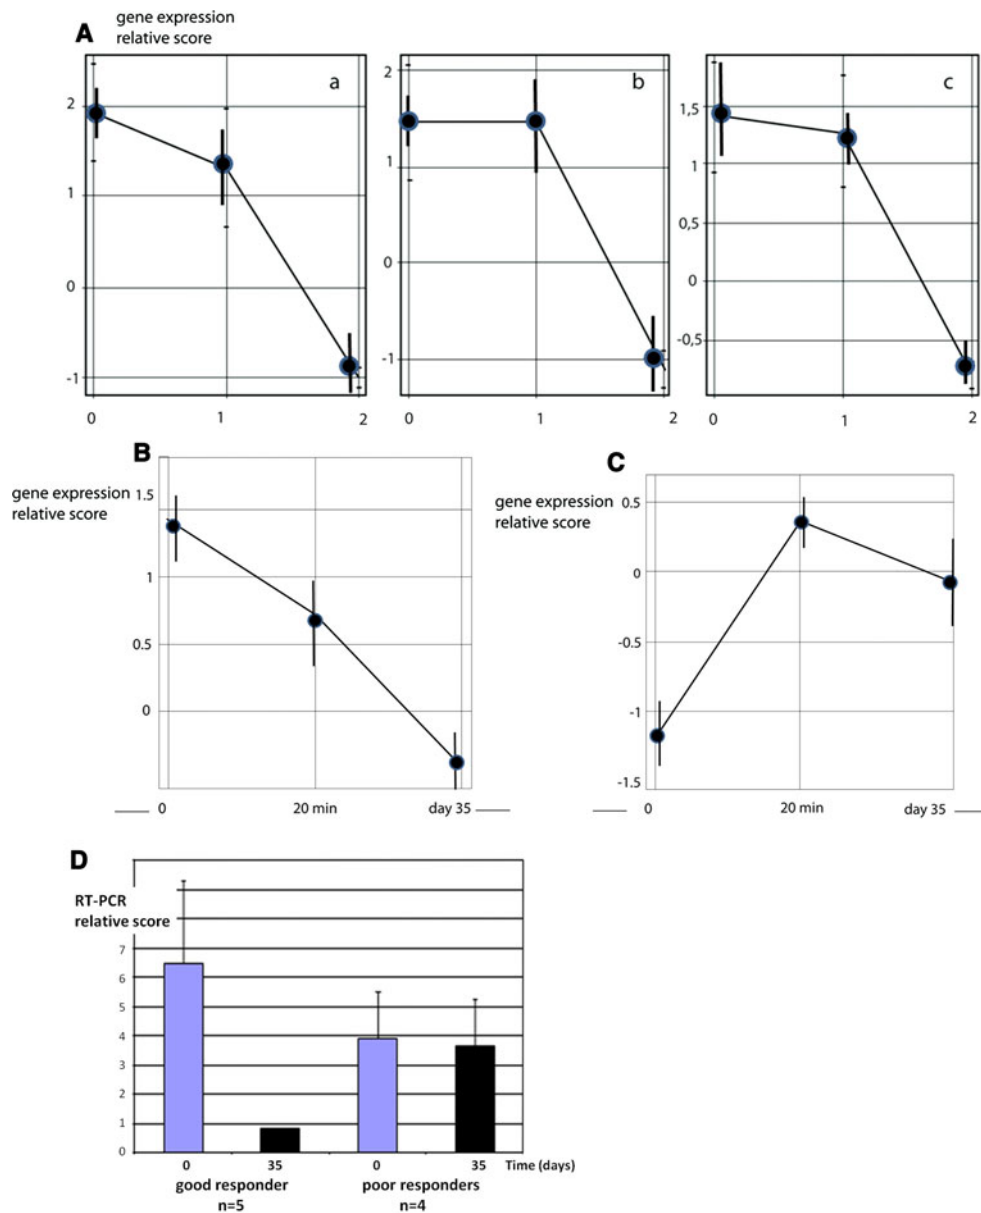 A
gene expression
relative score
a
2
1
0
-1
0 1 2
b
2
1
0
-1
0 1 2
c
1,5
1
0,5
0
-0,5
0 1 2
B
gene expression
relative score
1.5
1
0.5
0
0 20 min day 35
C
gene expression
relative score
0.5
0
-0.5
-1
-1.5
0 20 min day 35
D
RT-PCR
relative score
7
6
5
4
3
2
1
0
0 35 0 35 Time (days)
good responder poor responders
n=5 n=4